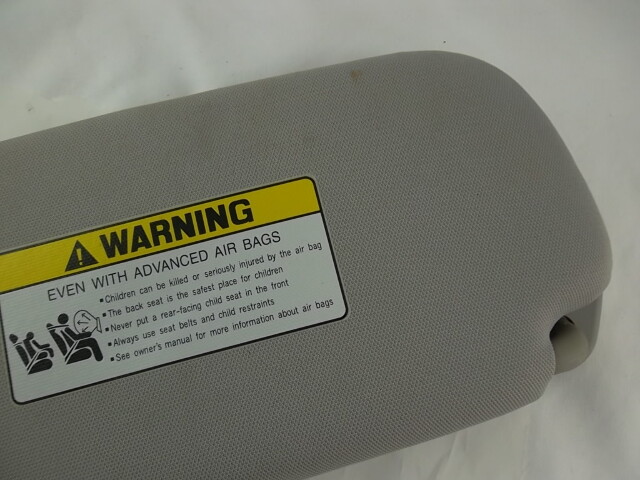 WARNING
EVEN WITH ADVANCED AIR BAGS
• Children can be killed or seriously injured by the air bag
• The back seat is the safest place for children
• Never put a rear-facing child seat in the front
• Always use seat belts and child restraints
• See owner's manual for more information about air bags